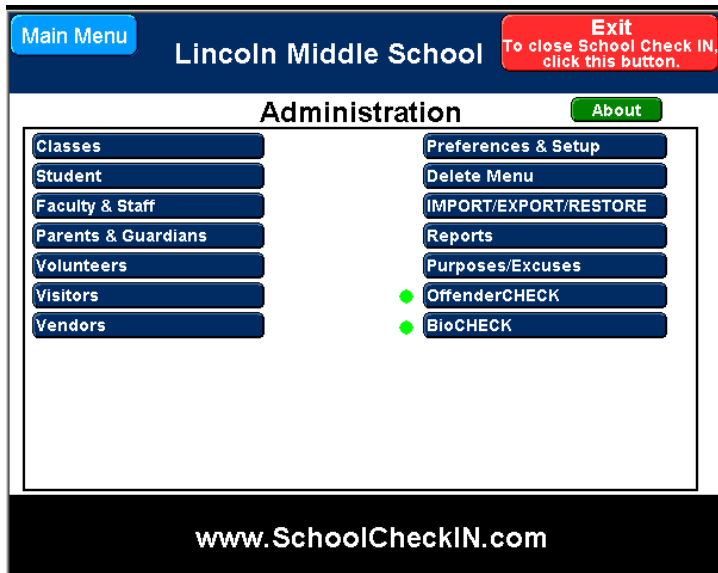 Main Menu
Lincoln Middle School
Exit
To close School Check IN,
click this button.
Administration
About
Classes
Student
Faculty & Staff
Parents & Guardians
Volunteers
Visitors
Vendors
Preferences & Setup
Delete Menu
IMPORT/EXPORT/RESTORE
Reports
Purposes/Excuses
OffenderCHECK
BioCHECK
www.SchoolCheckIN.com